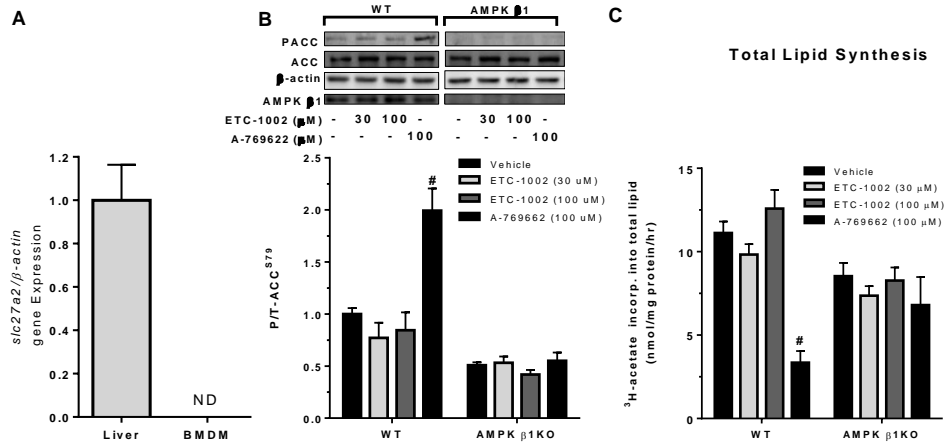 A
slc27a2/β-actin
gene Expression
1.2
1.0
0.8
0.6
0.4
0.2
0.0
ND
Liver
BMDM
B
WT
AMPK β1
PACC
ACC
β-actin
AMPK β1
ETC-1002 (μM)
- 30 100 - - 30 100 -
A-769622 (μM)
- - - 100 - - - 100
P/T-ACC^S79
2.5
2.0
1.5
1.0
0.5
0.0
#
Vehicle
ETC-1002 (30 uM)
ETC-1002 (100 uM)
A-769662 (100 uM)
WT
AMPK β1KO
C
Total Lipid Synthesis
³H-acetate incorp. into total lipid
(nmol/mg protein/hr)
15
10
5
0
#
Vehicle
ETC-1002 (30 μM)
ETC-1002 (100 μM)
A-769662 (100 μM)
WT
AMPK β1KO